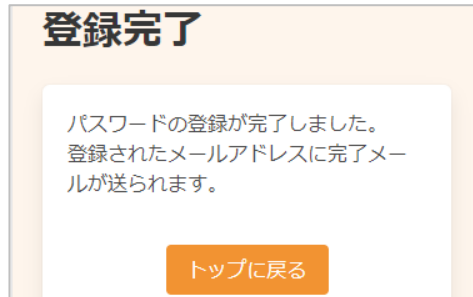 登録完了
パスワードの登録が完了しました。
登録されたメールアドレスに完了メー
ルが送られます。
トップに戻る